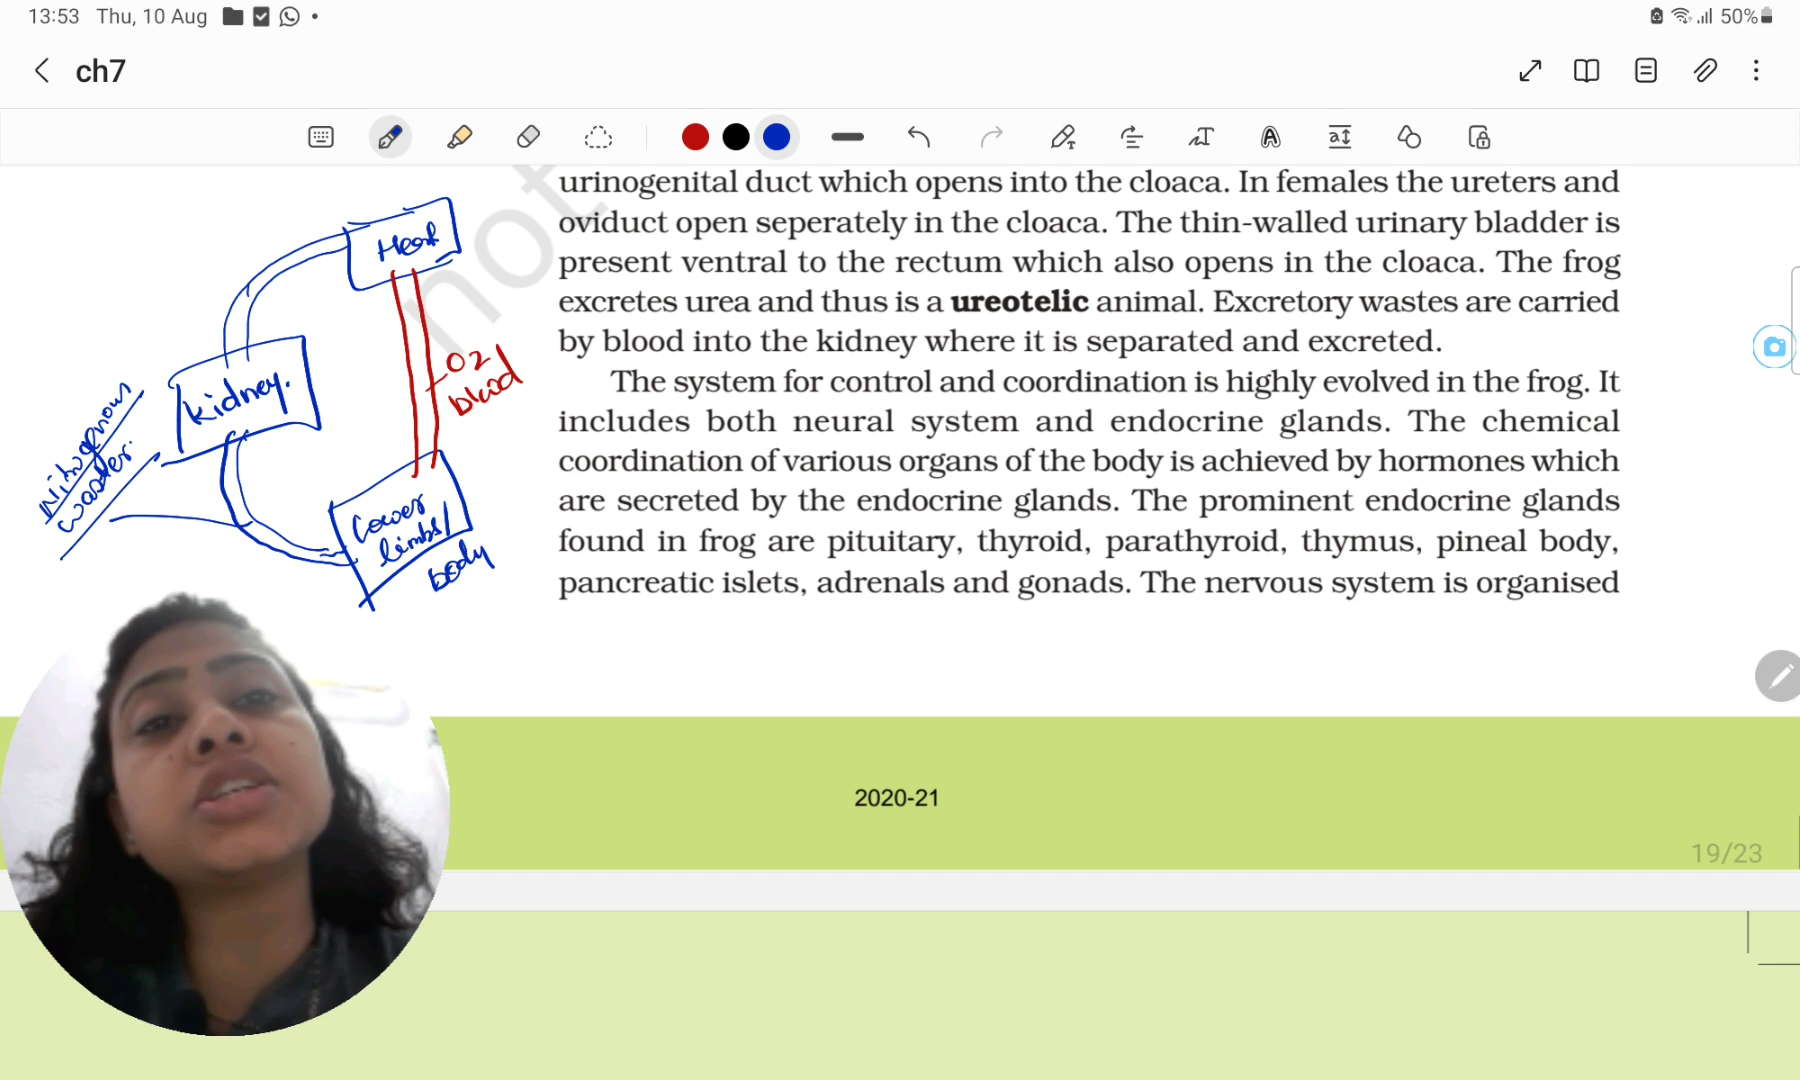 13:53 Thu, 10 Aug
50%
ch7
not
urinogenital duct which opens into the cloaca. In females the ureters and
oviduct open seperately in the cloaca. The thin-walled urinary bladder is
present ventral to the rectum which also opens in the cloaca. The frog
excretes urea and thus is a ureotelic animal. Excretory wastes are carried
by blood into the kidney where it is separated and excreted.
The system for control and coordination is highly evolved in the frog. It
includes both neural system and endocrine glands. The chemical
coordination of various organs of the body is achieved by hormones which
are secreted by the endocrine glands. The prominent endocrine glands
found in frog are pituitary, thyroid, parathyroid, thymus, pineal body,
pancreatic islets, adrenals and gonads. The nervous system is organised
Heart
O2
blood
kidney.
Nitrogenous
wastes.
Lower
limbs/
body
2020-21
19/23